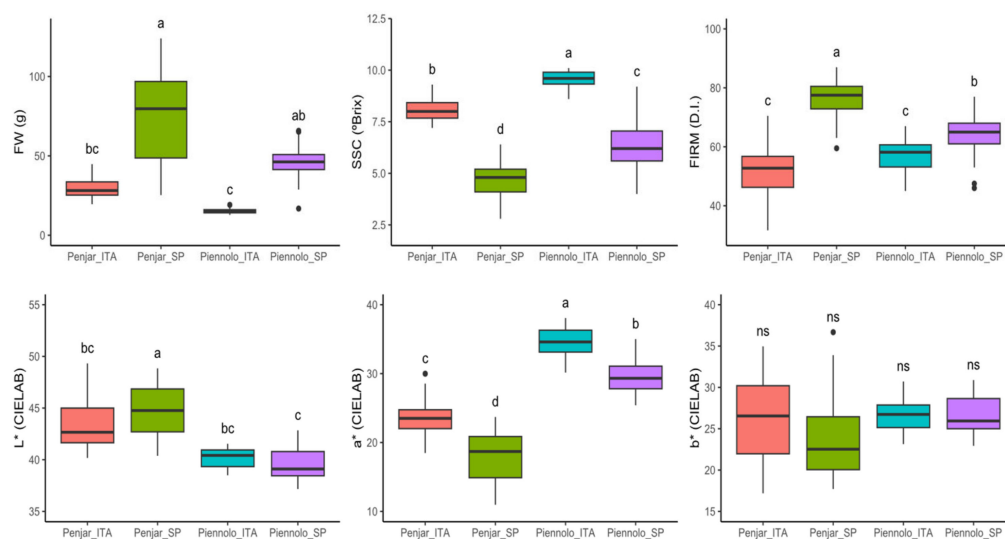 a
ab
bc
c
FW (g)
100
50
0
Penjar_ITA Penjar_SP Piennolo_ITA Piennolo_SP
a
b
c
d
SSC (ºBrix)
12.5
10.0
7.5
5.0
2.5
Penjar_ITA Penjar_SP Piennolo_ITA Piennolo_SP
a
b
c c
FIRM (D.I.)
100
80
60
40
Penjar_ITA Penjar_SP Piennolo_ITA Piennolo_SP
a
bc
bc
c
L* (CIELAB)
55
50
45
40
35
Penjar_ITA Penjar_SP Piennolo_ITA Piennolo_SP
a
b
c
d
a* (CIELAB)
40
30
20
10
Penjar_ITA Penjar_SP Piennolo_ITA Piennolo_SP
ns ns
ns ns
b* (CIELAB)
40
35
30
25
20
15
Penjar_ITA Penjar_SP Piennolo_ITA Piennolo_SP